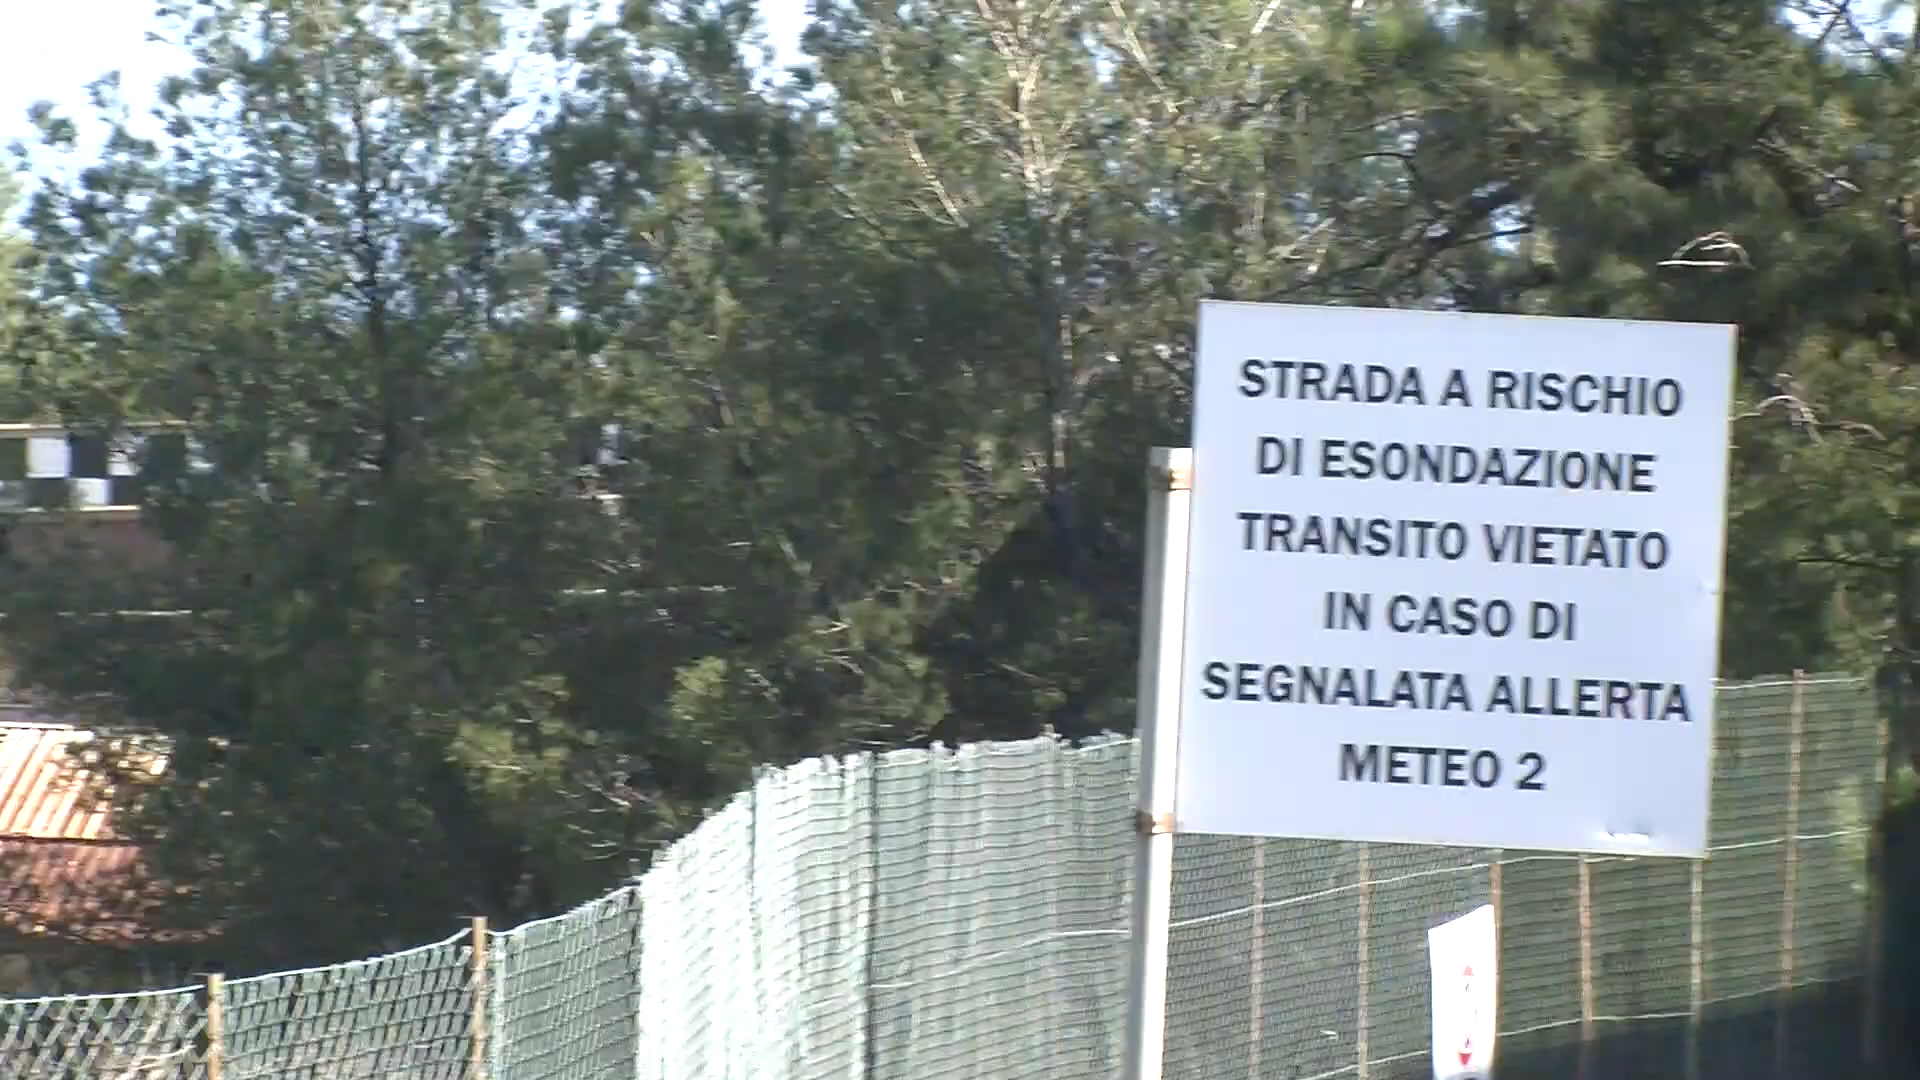 STRADA A RISCHIO
DI ESONDAZIONE
TRANSITO VIETATO
IN CASO DI
SEGNALATA ALLERTA
METEO 2